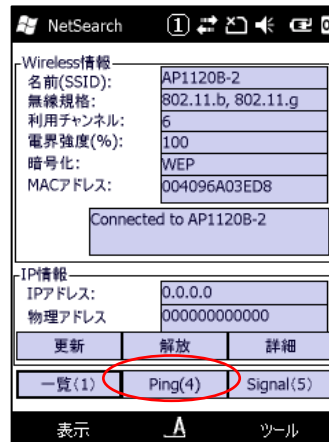 NetSearch
Wireless情報
名前(SSID): AP1120B-2
無線規格: 802.11.b, 802.11.g
利用チャンネル: 6
電界強度(%): 100
暗号化: WEP
MACアドレス: 004096A03ED8
Connected to AP1120B-2
IP情報
IPアドレス: 0.0.0.0
物理アドレス 000000000000
更新 解放 詳細
一覧(1) Ping(4) Signal(5)
表示 A ツール